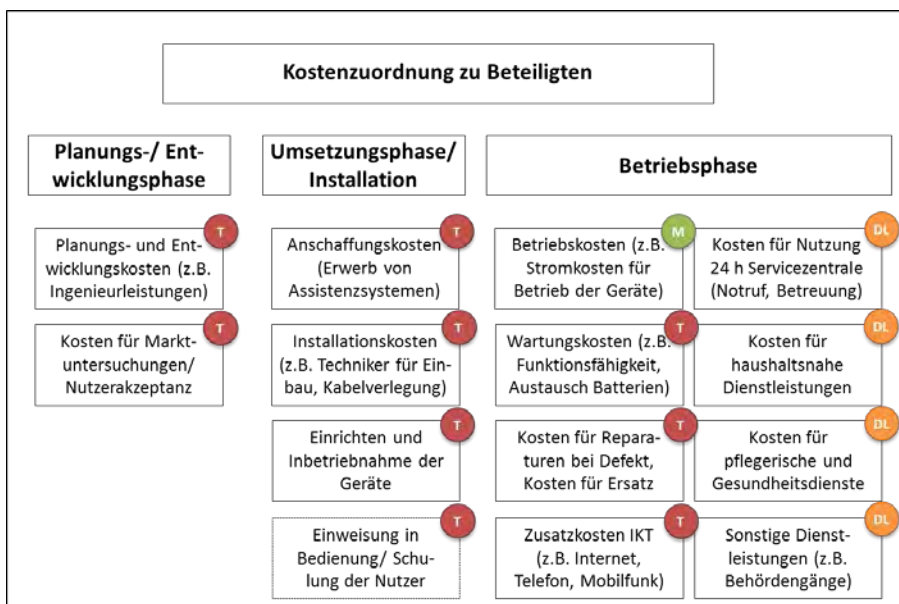 Kostenzuordnung zu Beteiligten
Planungs-/ Ent-
wicklungsphase
Umsetzungsphase/
Installation
Betriebsphase
T
Planungs- und Ent-
wicklungskosten (z.B.
Ingenieurleistungen)
T
Kosten für Markt-
untersuchungen/
Nutzerakzeptanz
T
Anschaffungskosten
(Erwerb von
Assistenzsystemen)
T
Installationskosten
(z.B. Techniker für Ein-
bau, Kabelverlegung)
T
Einrichten und
Inbetriebnahme der
Geräte
T
Einweisung in
Bedienung/ Schu-
lung der Nutzer
M
Betriebskosten (z.B.
Stromkosten für
Betrieb der Geräte)
T
Wartungskosten (z.B.
Funktionsfähigkeit,
Austausch Batterien)
T
Kosten für Repara-
turen bei Defekt,
Kosten für Ersatz
T
Zusatzkosten IKT
(z.B. Internet,
Telefon, Mobilfunk)
DL
Kosten für Nutzung
24 h Servicezentrale
(Notruf, Betreuung)
DL
Kosten für
haushaltsnahe
Dienstleistungen
DL
Kosten für
pflegerische und
Gesundheitsdienste
DL
Sonstige Dienst-
leistungen (z.B.
Behördengänge)